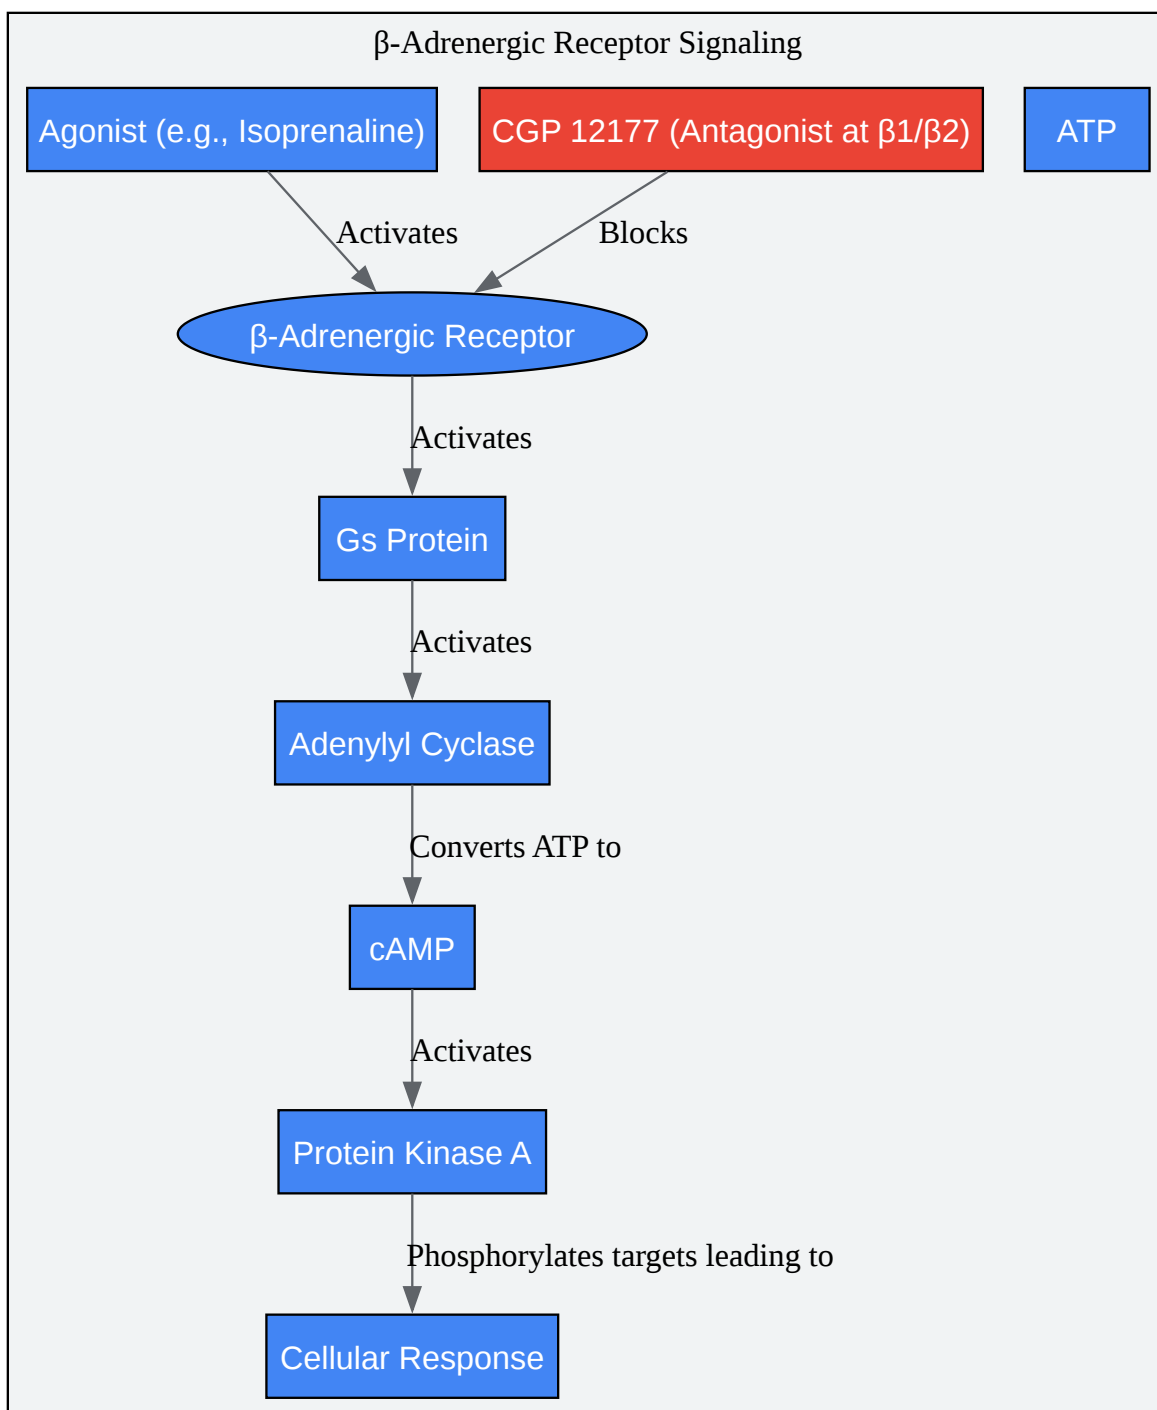 β-Adrenergic Receptor Signaling
Agonist (e.g., Isoprenaline)
CGP 12177 (Antagonist at β1/β2)
ATP
Activates
Blocks
β-Adrenergic Receptor
Activates
Gs Protein
Activates
Adenylyl Cyclase
Converts ATP to
cAMP
Activates
Protein Kinase A
Phosphorylates targets leading to
Cellular Response